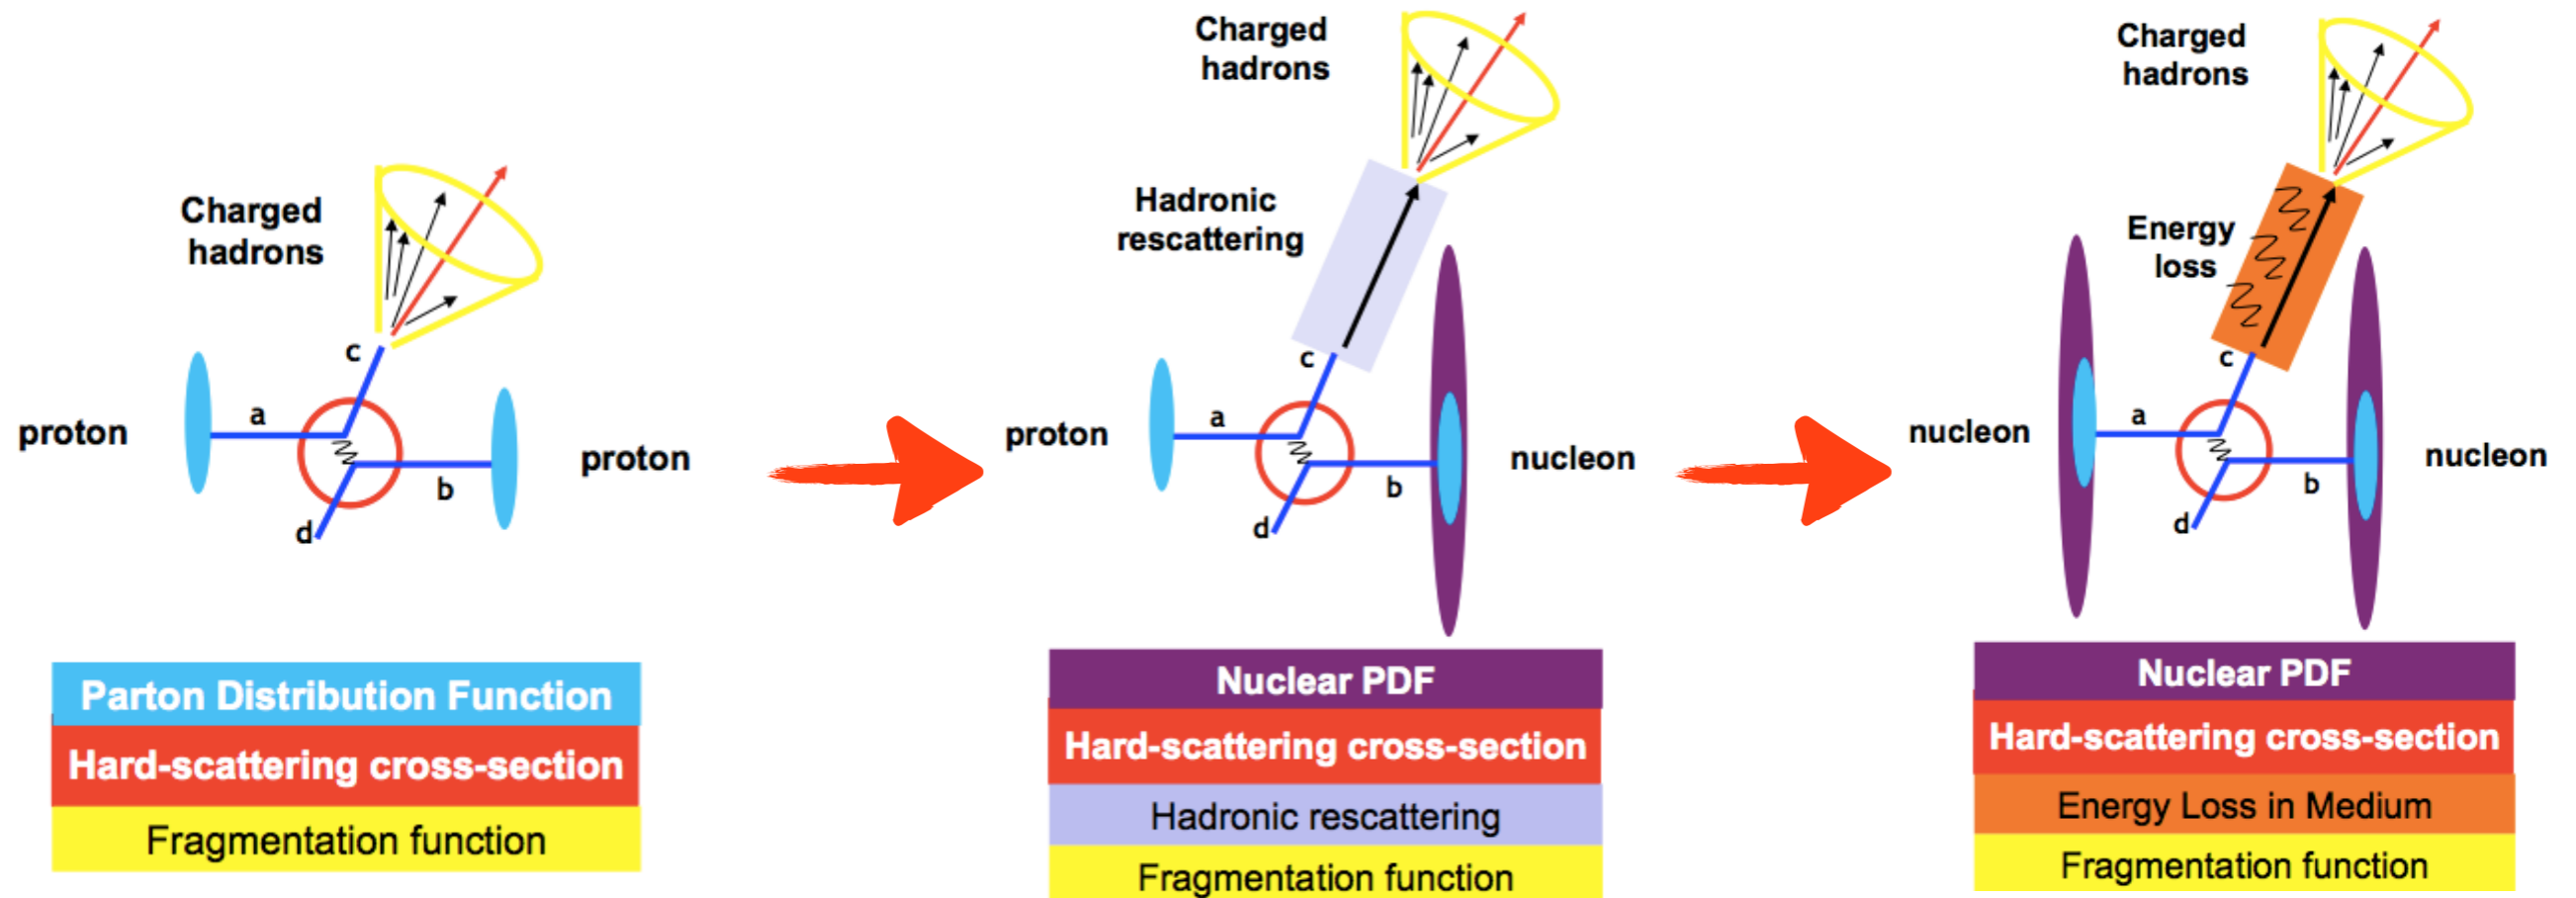 Charged
hadrons
c
proton
a
b
proton
d
Parton Distribution Function
Hard-scattering cross-section
Fragmentation function
Charged
hadrons
Hadronic
rescattering
c
proton
a
b
nucleon
d
Nuclear PDF
Hard-scattering cross-section
Hadronic rescattering
Fragmentation function
Charged
hadrons
Energy
loss
c
nucleon
a
b
nucleon
d
Nuclear PDF
Hard-scattering cross-section
Energy Loss in Medium
Fragmentation function